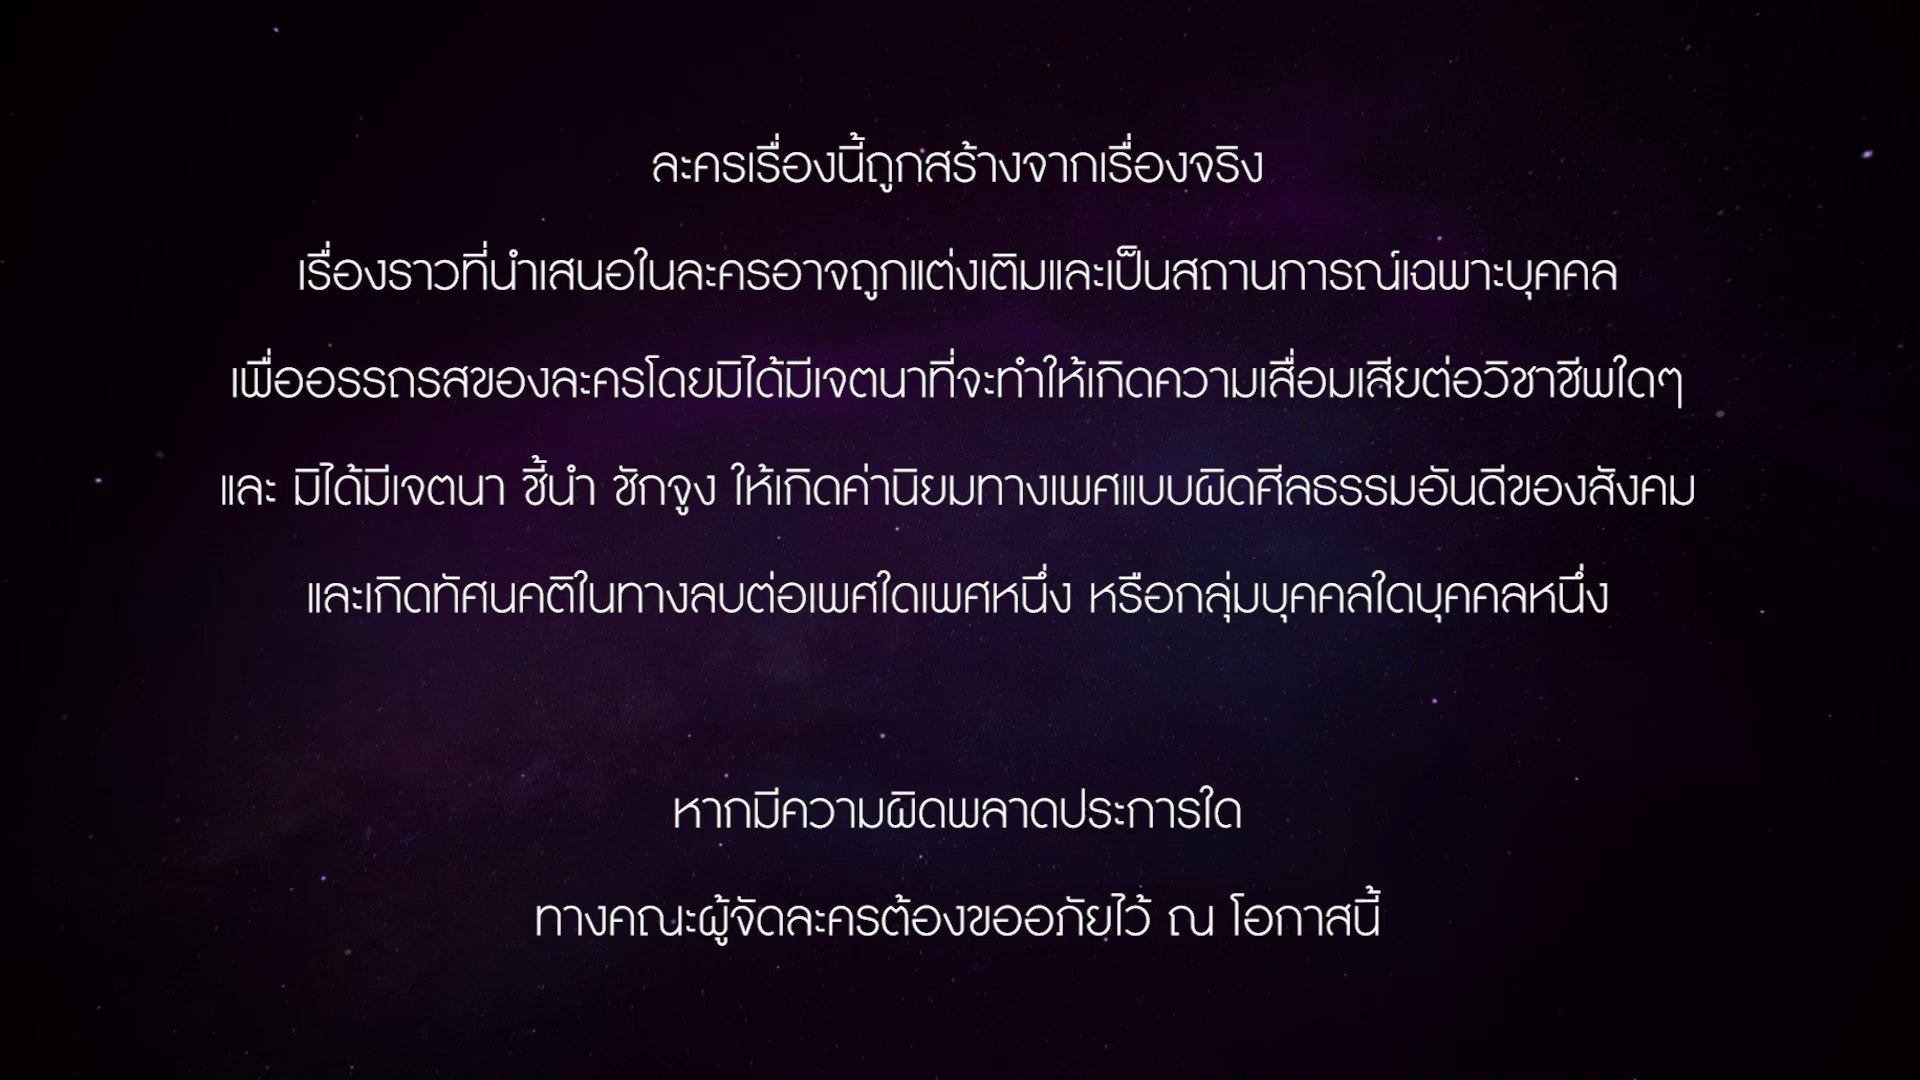 ละครเรื่องนี้ถูกสร้างจากเรื่องจริง
เรื่องราวที่นำเสนอในละครอาจถูกแต่งเติมและเป็นสถานการณ์เฉพาะบุคคล
เพื่ออรรถรสของละครโดยมิได้มีเจตนาที่จะทำให้เกิดความเสื่อมเสียต่อวิชาชีพใดๆ
และ มิได้มีเจตนา ชี้นำ ชักจูง ให้เกิดค่านิยมทางเพศแบบผิดศีลธรรมอันดีของสังคม
และเกิดทัศนคติในทางลบต่อเพศใดเพศหนึ่ง หรือกลุ่มบุคคลใดบุคคลหนึ่ง
หากมีความผิดพลาดประการใด
ทางคณะผู้จัดละครต้องขออภัยไว้ ณ โอกาสนี้